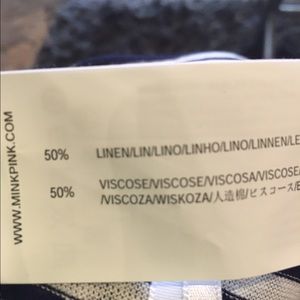 WWW.MINKPINK.COM
50% LINEN/LIN/LINO/LINHO/LINO/LINNEN/LE
50% VISCOSE/VISCOSE/VISCOSA/VISCOSE/
/VISCOZA/WISKOZA/人造棉/ビスコース/